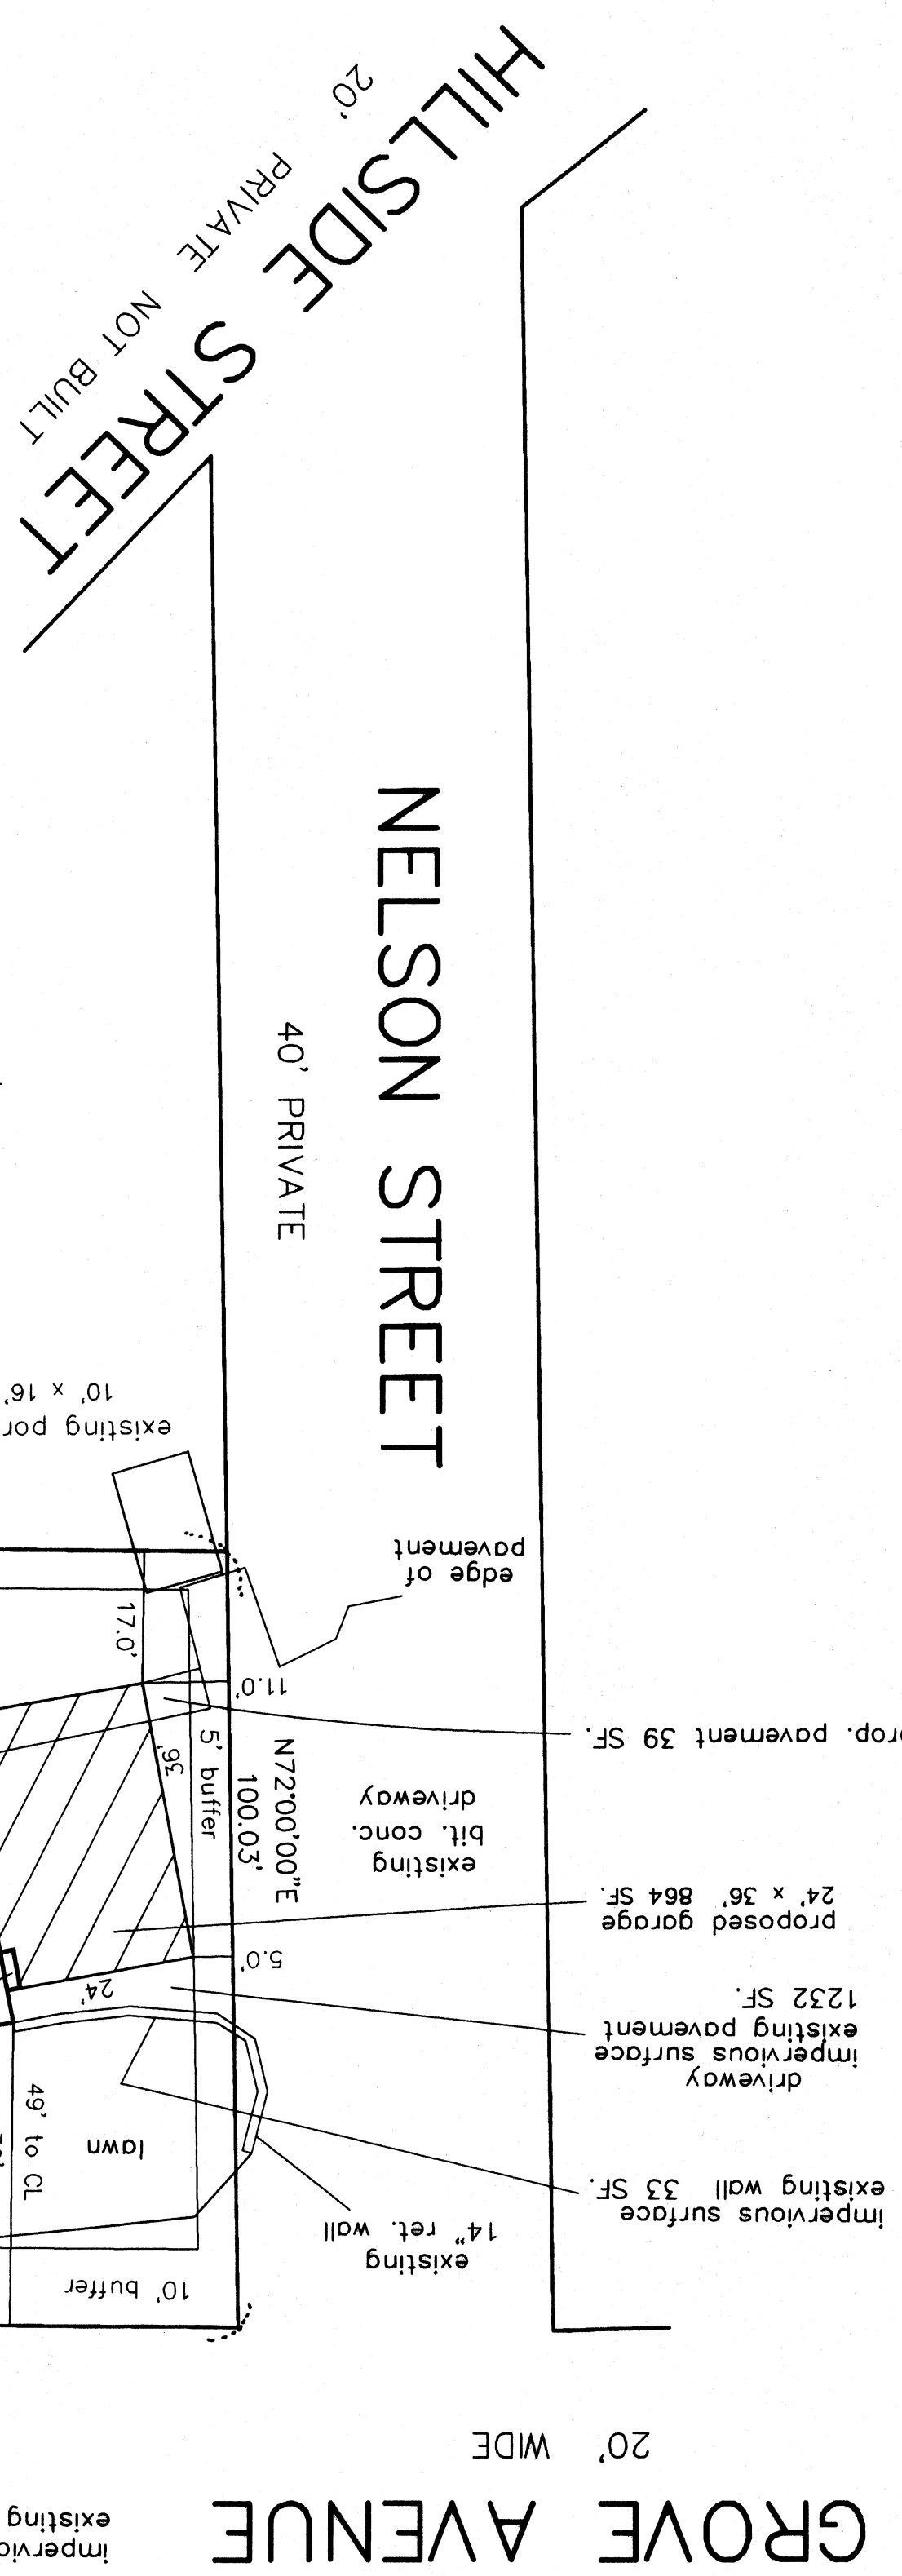 HILLSIDE STREET
20' PRIVATE NOT BUILT
NELSON STREET
40' PRIVATE
existing por
10' x 16'
edge of
pavement
17.0'
11.0'
36'
5' buffer
N72°00'00"E
100.03'
existing
bit. conc.
driveway
prop. pavement 39 SF.
proposed garage
24' x 36' 864 SF.
5.0'
24'
driveway
impervious surface
existing pavement
1232 SF.
lawn
49' to CL
impervious surface
existing wall 33 SF.
existing
14" ret. wall
10' buffer
GROVE AVENUE
20' WIDE
impervio
existing